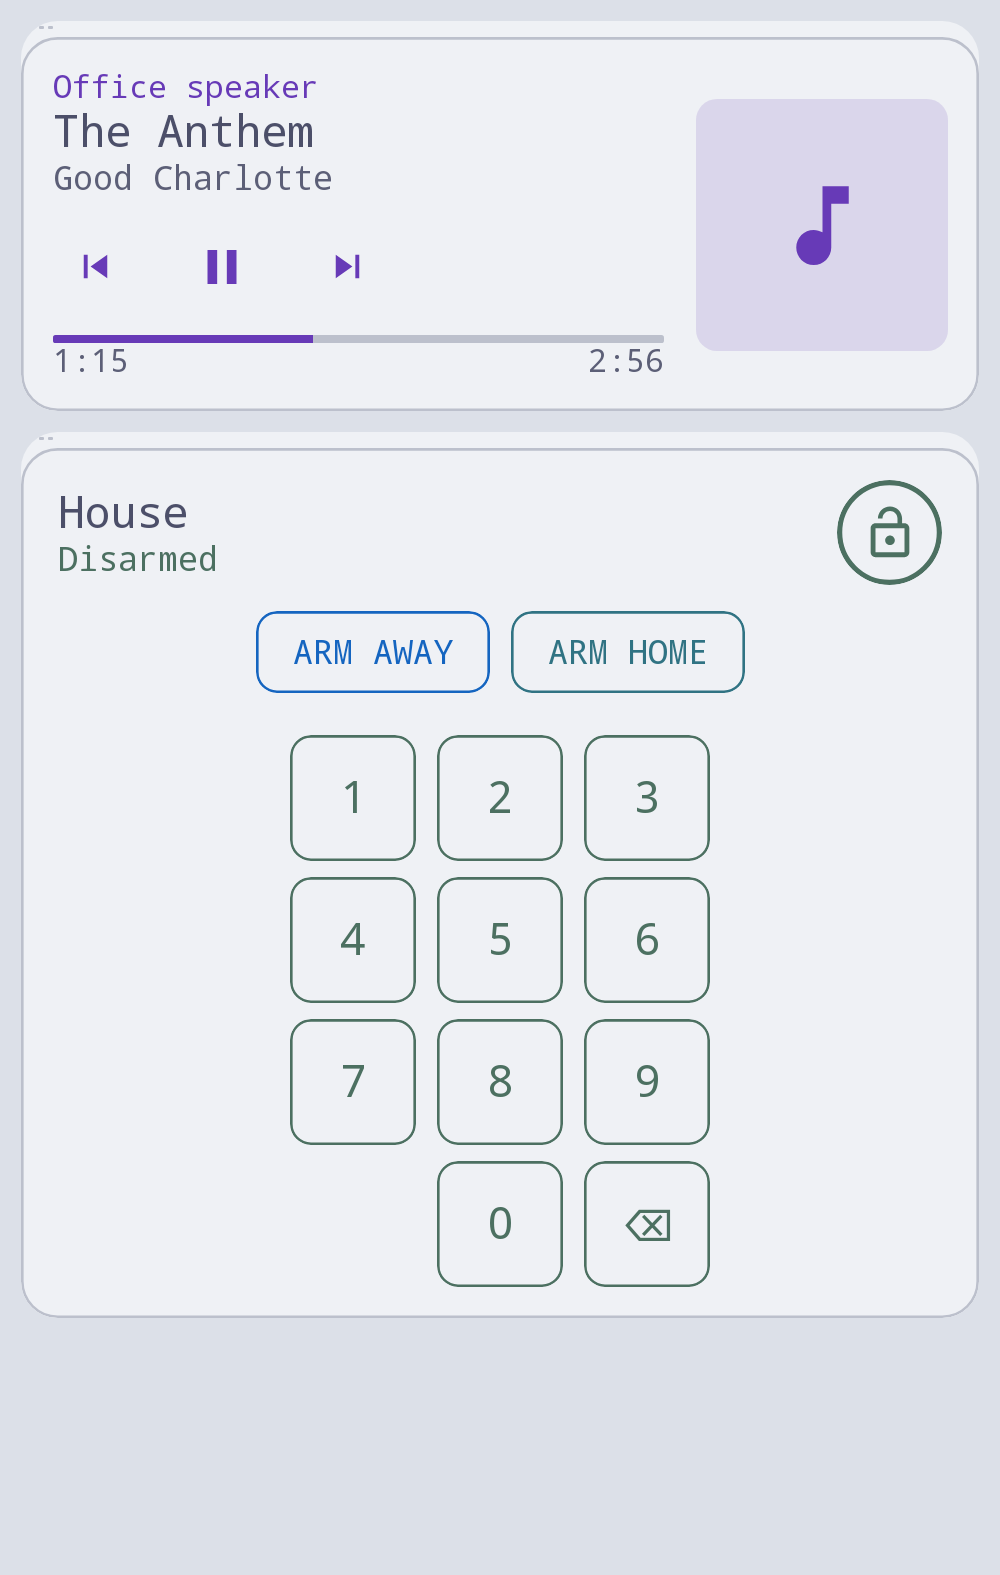 Office speaker
The Anthem
Good Charlotte
1:15 2:56
House
Disarmed
ARM AWAY ARM HOME
1 2 3
4 5 6
7 8 9
0